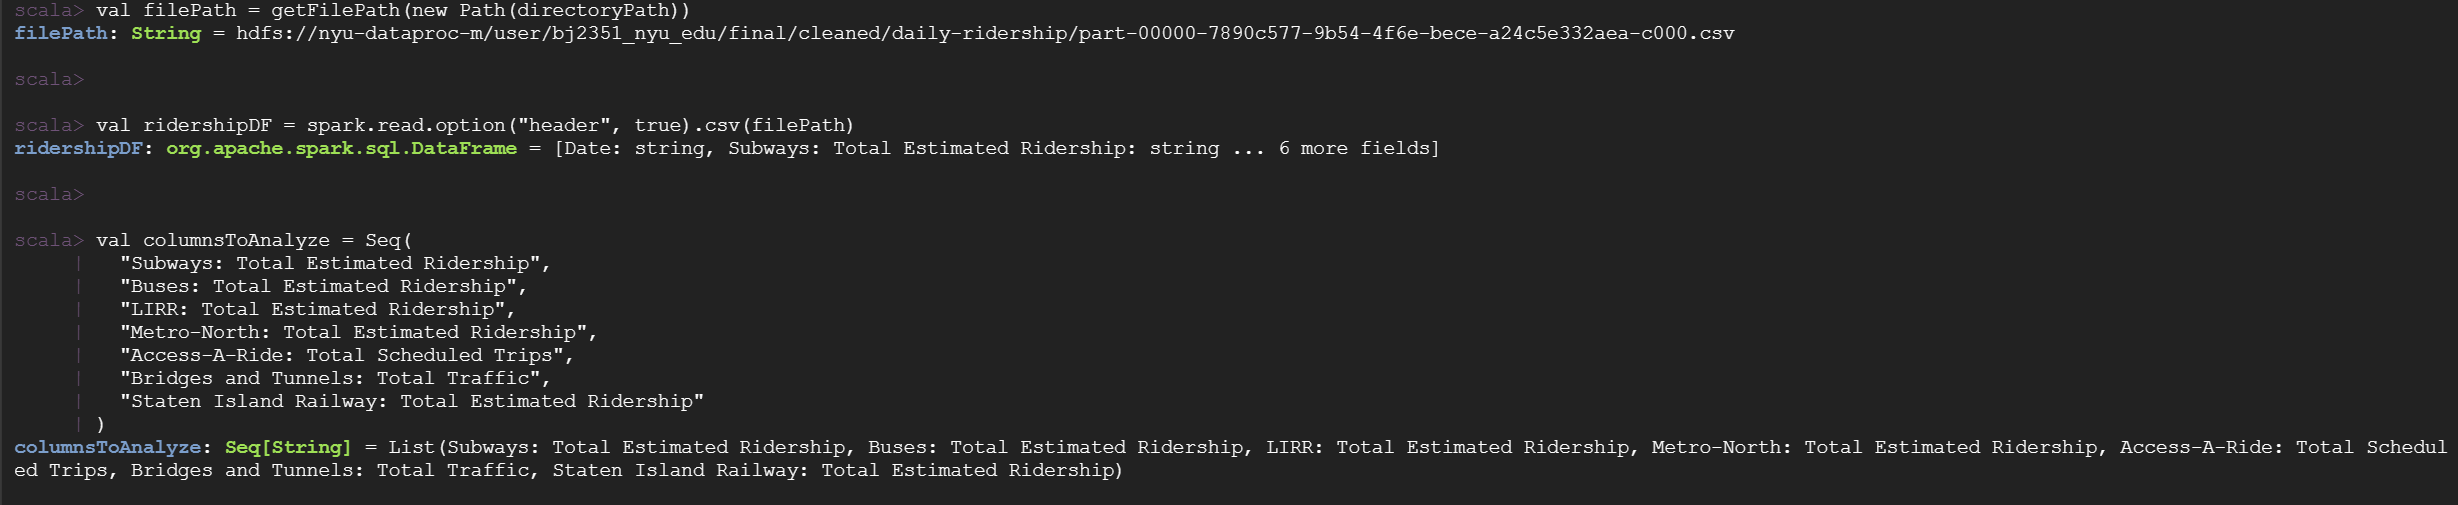 scala> val filePath = getFilePath(new Path(directoryPath))
filePath: String = hdfs://nyu-dataproc-m/user/bj2351_nyu_edu/final/cleaned/daily-ridership/part-00000-7890c577-9b54-4f6e-bece-a24c5e332aea-c000.csv
scala>
scala> val ridershipDF = spark.read.option("header", true).csv(filePath)
ridershipDF: org.apache.spark.sql.DataFrame = [Date: string, Subways: Total Estimated Ridership: string ... 6 more fields]
scala>
scala> val columnsToAnalyze = Seq(
     |   "Subways: Total Estimated Ridership",
     |   "Buses: Total Estimated Ridership",
     |   "LIRR: Total Estimated Ridership",
     |   "Metro-North: Total Estimated Ridership",
     |   "Access-A-Ride: Total Scheduled Trips",
     |   "Bridges and Tunnels: Total Traffic",
     |   "Staten Island Railway: Total Estimated Ridership"
     | )
columnsToAnalyze: Seq[String] = List(Subways: Total Estimated Ridership, Buses: Total Estimated Ridership, LIRR: Total Estimated Ridership, Metro-North: Total Estimated Ridership, Access-A-Ride: Total Schedul
ed Trips, Bridges and Tunnels: Total Traffic, Staten Island Railway: Total Estimated Ridership)